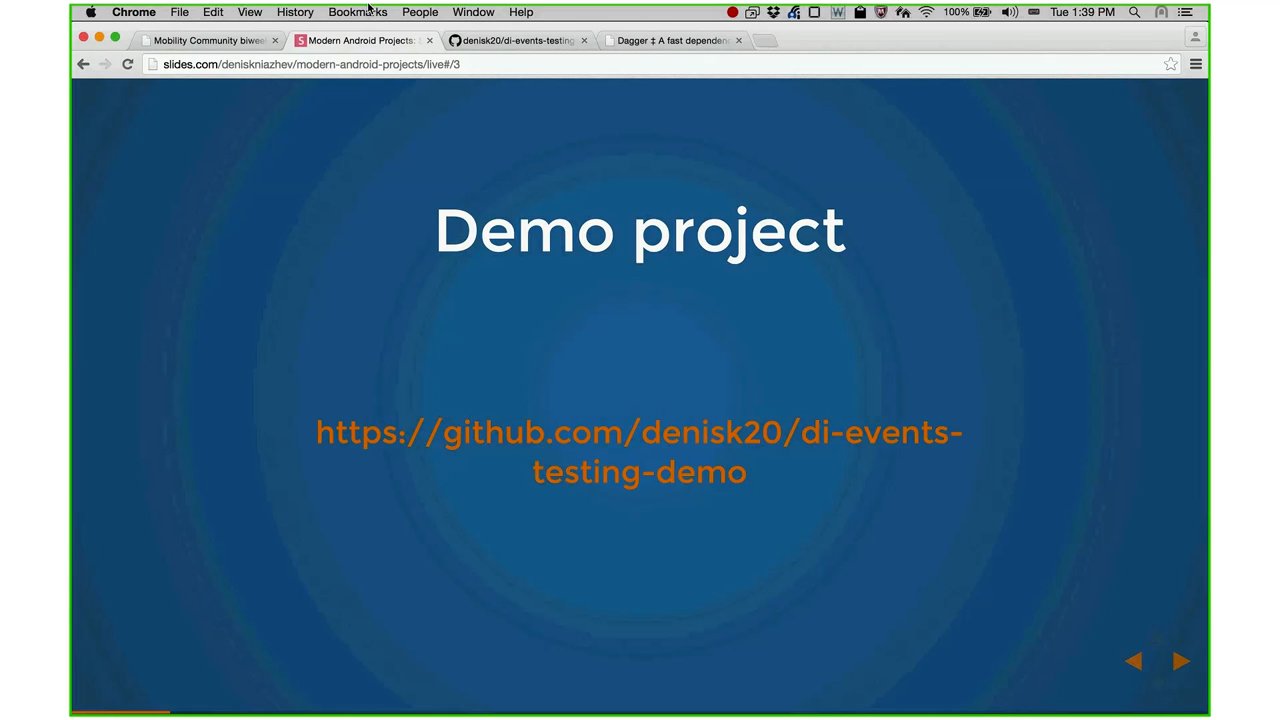 Chrome File Edit View History Bookmarks People Window Help 100% Tue 1:39 PM
Mobility Community biwee Modern Android Projects: denisk20/di-events-testing Dagger ‡ A fast dependen
slides.com/deniskniazhev/modern-android-projects/live#/3
Demo project
https://github.com/denisk20/di-events-
testing-demo